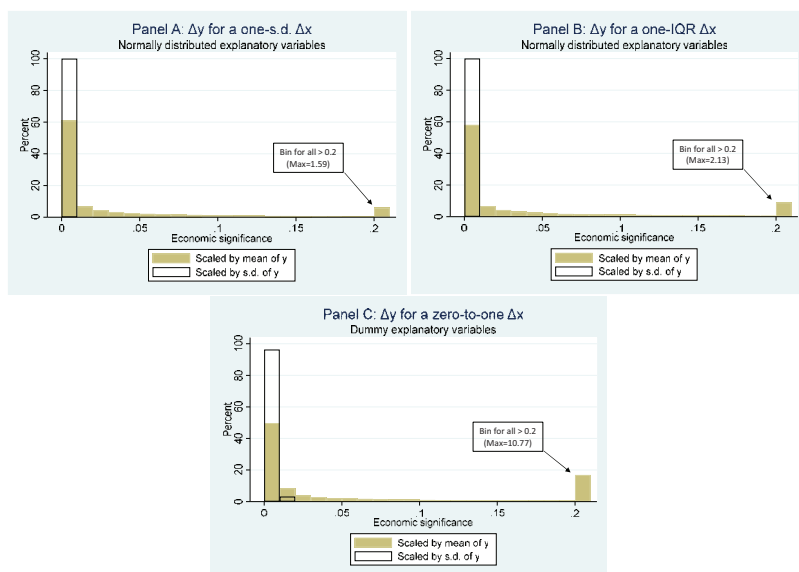 Panel A: Δy for a one-s.d. Δx
Normally distributed explanatory variables
Percent
100
80
60
40
20
0
Bin for all > 0.2
(Max=1.59)
0
.05
.1
.15
.2
Economic significance
Scaled by mean of y
Scaled by s.d. of y
Panel B: Δy for a one-IQR Δx
Normally distributed explanatory variables
Percent
100
80
60
40
20
0
Bin for all > 0.2
(Max=2.13)
0
.05
.1
.15
.2
Economic significance
Scaled by mean of y
Scaled by s.d. of y
Panel C: Δy for a zero-to-one Δx
Dummy explanatory variables
Percent
100
80
60
40
20
0
Bin for all > 0.2
(Max=10.77)
0
.05
.1
.15
.2
Economic significance
Scaled by mean of y
Scaled by s.d. of y